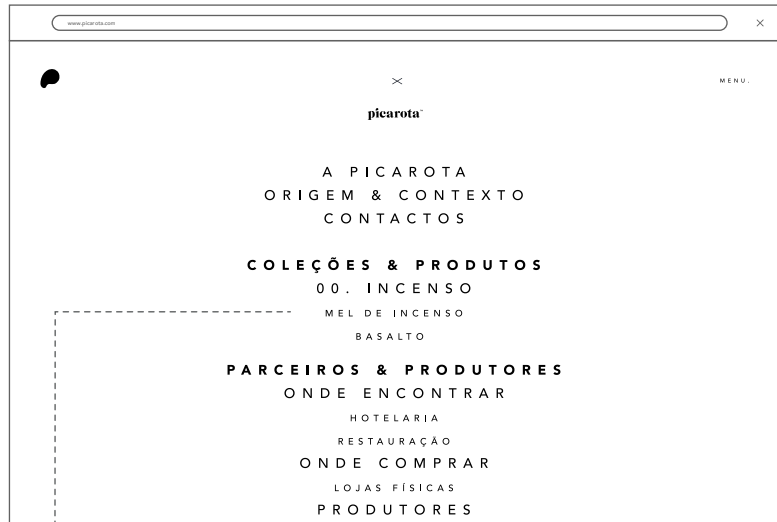 www.picarota.com
MENU.
picarota™
A PICAROTA
ORIGEM & CONTEXTO
CONTACTOS
COLEÇÕES & PRODUTOS
00. INCENSO
MEL DE INCENSO
BASALTO
PARCEIROS & PRODUTORES
ONDE ENCONTRAR
HOTELARIA
RESTAURAÇÃO
ONDE COMPRAR
LOJAS FÍSICAS
PRODUTORES